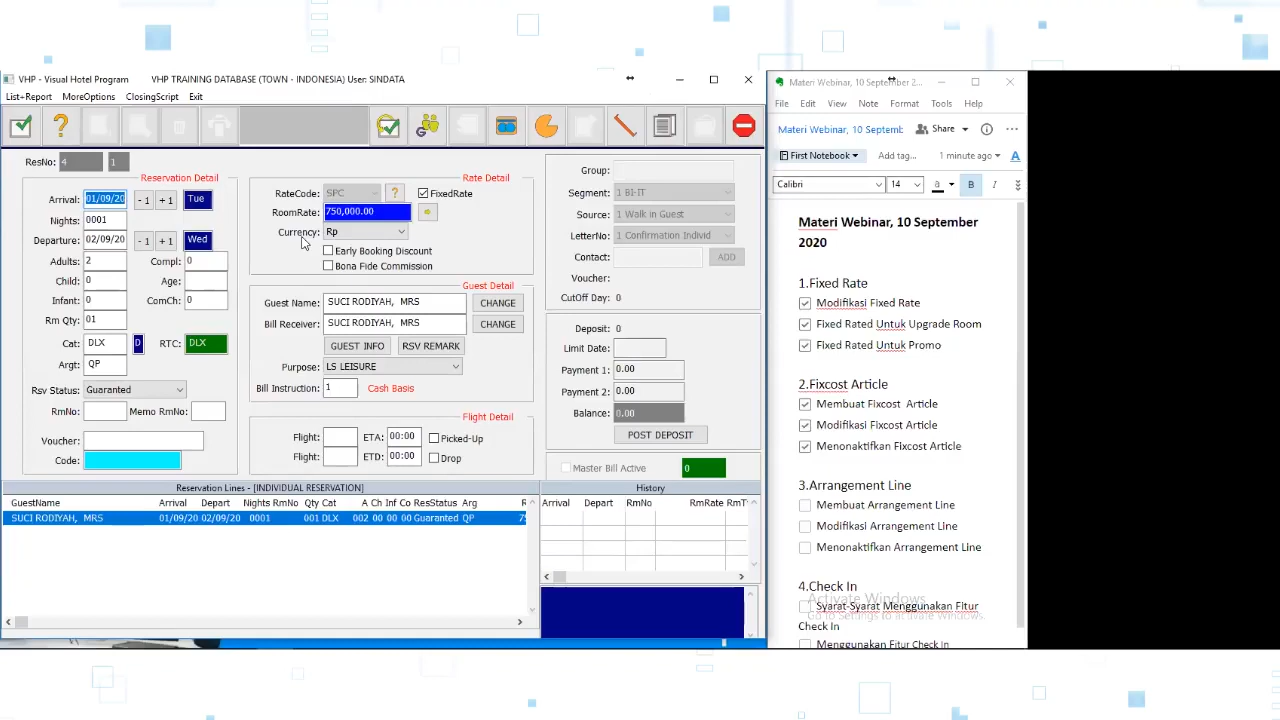 VHP - Visual Hotel Program VHP TRAINING DATABASE (TOWN - INDONESIA) User: SINDATA
List+Report MoreOptions ClosingScript Exit
ResNo: 4 1
Reservation Detail
Arrival: 01/09/20 - 1 + 1 Tue
Nights: 0001
Departure: 02/09/20 - 1 + 1 Wed
Adults: 2 Compl: 0
Child: 0 Age:
Infant: 0 ComCh: 0
Rm Qty: 01
Cat: DLX D RTC: DLX
Argt: QP
Rsv Status: Guaranted
RmNo: Memo RmNo:
Voucher:
Code:
Rate Detail
RateCode: SPC ? FixedRate
RoomRate: 750,000.00
Currency: Rp
Early Booking Discount
Bona Fide Commission
Guest Detail
Guest Name: SUCI RODIYAH, MRS CHANGE
Bill Receiver: SUCI RODIYAH, MRS CHANGE
GUEST INFO RSV REMARK
Purpose: LS LEISURE
Bill Instruction: 1 Cash Basis
Flight Detail
Flight: ETA: 00:00 Picked-Up
Flight: ETD: 00:00 Drop
Group:
Segment: 1 BI-IT
Source: 1 Walk in Guest
LetterNo: 1 Confirmation Individ
Contact: ADD
Voucher:
CutOff Day: 0
Deposit: 0
Limit Date:
Payment 1: 0.00
Payment 2: 0.00
Balance: 0.00
POST DEPOSIT
Master Bill Active 0
Reservation Lines - [INDIVIDUAL RESERVATION]
GuestName Arrival Depart Nights RmNo Qty Cat A Ch Inf Co ResStatus Arg R
SUCI RODIYAH, MRS 01/09/20 02/09/20 0001 001 DLX 002 00 00 00 Guaranted QP 75
History
Arrival Depart RmNo RmRate RmT
Materi Webinar, 10 September 2...
File Edit View Note Format Tools Help
Materi Webinar, 10 Septemb Share
First Notebook Add tag... 1 minute ago A
Calibri 14 a B I
Materi Webinar, 10 September
2020
1.Fixed Rate
Modifikasi Fixed Rate
Fixed Rated Untuk Upgrade Room
Fixed Rated Untuk Promo
2.Fixcost Article
Membuat Fixcost Article
Modifikasi Fixcost Article
Menonaktifkan Fixcost Article
3.Arrangement Line
Membuat Arrangement Line
Modifikasi Arrangement Line
Menonaktifkan Arrangement Line
4.Check In
Activate Windows
Syarat-Syarat Menggunakan FItur
Go to Settings to activate Windows.
Check In
Menggunakan Fitur Check In